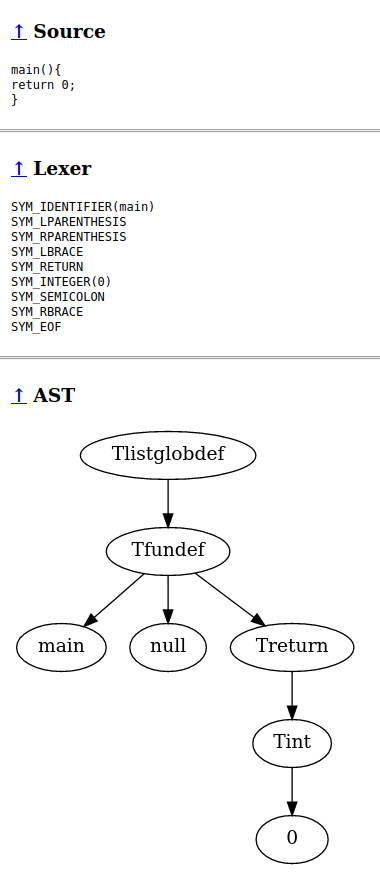 ↑ Source
main(){
return 0;
}
↑ Lexer
SYM_IDENTIFIER(main)
SYM_LPARENTHESIS
SYM_RPARENTHESIS
SYM_LBRACE
SYM_RETURN
SYM_INTEGER(0)
SYM_SEMICOLON
SYM_RBRACE
SYM_EOF
↑ AST
Tlistglobdef
Tfundef
main null Treturn
Tint
0